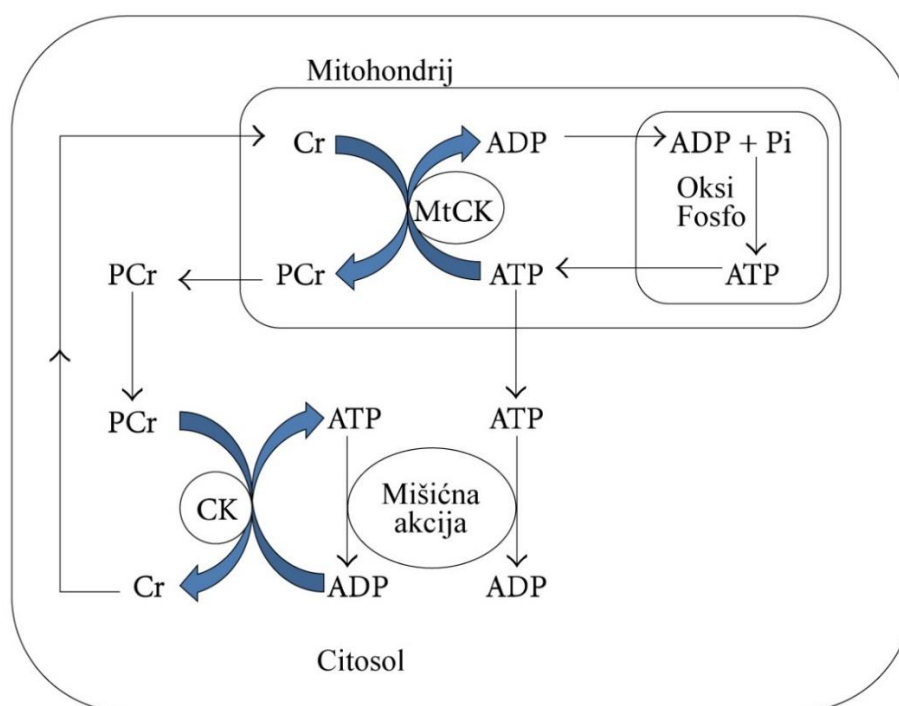 Mitohondrij
Cr
ADP
ADP + Pi
MtCK
Oksi
Fosfo
PCr
PCr
ATP
ATP
PCr
ATP
ATP
CK
Mišićna
akcija
Cr
ADP
ADP
Citosol